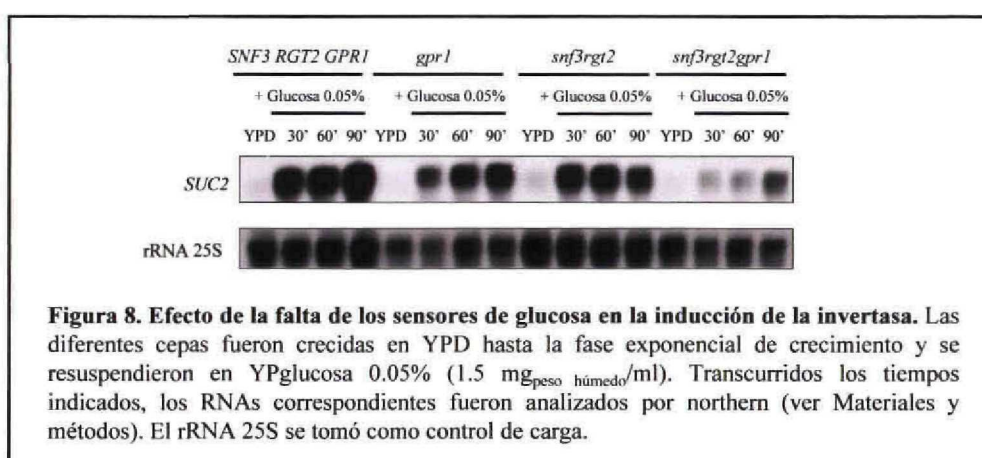 SNF3 RGT2 GPR1 gpr1 snf3rgt2 snf3rgt2gpr1
+ Glucosa 0.05% + Glucosa 0.05% + Glucosa 0.05% + Glucosa 0.05%
YPD 30' 60' 90' YPD 30' 60' 90' YPD 30' 60' 90' YPD 30' 60' 90'
SUC2
rRNA 25S
Figura 8. Efecto de la falta de los sensores de glucosa en la inducción de la invertasa. Las
diferentes cepas fueron crecidas en YPD hasta la fase exponencial de crecimiento y se
resuspendieron en YPglucosa 0.05% (1.5 mgpeso húmedo/ml). Transcurridos los tiempos
indicados, los RNAs correspondientes fueron analizados por northern (ver Materiales y
métodos). El rRNA 25S se tomó como control de carga.